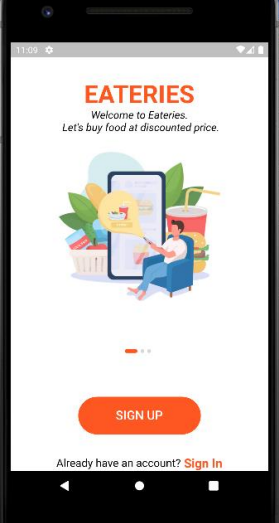 11:09
EATERIES
Welcome to Eateries.
Let's buy food at discounted price.
SIGN UP
Already have an account? Sign In